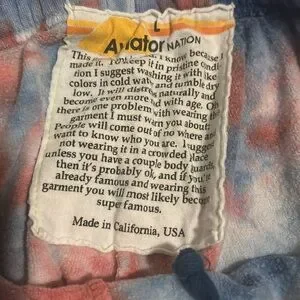 L
Aviator NATION
This is             I know because I
made it. To keep it in pristine condi-
tion I suggest washing it with like
colors in cold water and tumble dry
low. It will distress naturally and
become even more rad with age. Oh
there is one problem with wearing this
garment I must warn you about:
People will come out of no where and
want to know who you are. I suggest
not wearing it in a crowded place
unless you have a couple body guards,
then it's probably ok, and if you're
already famous and wearing this
garment you will most likely become
super famous.
Made in California, USA